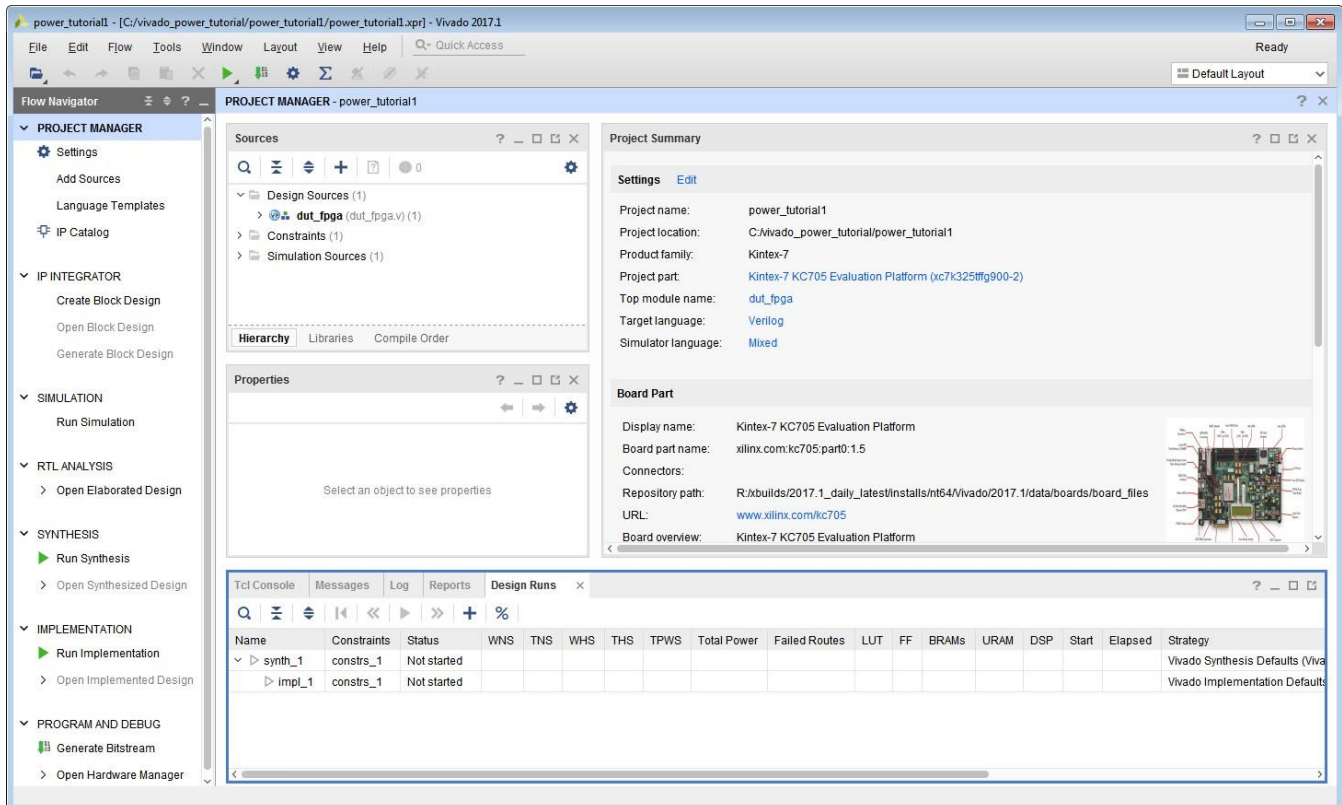 power_tutorial1 - [C:/vivado_power_tutorial/power_tutorial1/power_tutorial1.xpr] - Vivado 2017.1
File Edit Flow Tools Window Layout View Help Quick Access Ready
Default Layout
Flow Navigator
PROJECT MANAGER
Settings
Add Sources
Language Templates
IP Catalog
IP INTEGRATOR
Create Block Design
Open Block Design
Generate Block Design
SIMULATION
Run Simulation
RTL ANALYSIS
Open Elaborated Design
SYNTHESIS
Run Synthesis
Open Synthesized Design
IMPLEMENTATION
Run Implementation
Open Implemented Design
PROGRAM AND DEBUG
Generate Bitstream
Open Hardware Manager
PROJECT MANAGER - power_tutorial1
Sources
0
Design Sources (1)
dut_fpga (dut_fpga.v) (1)
Constraints (1)
Simulation Sources (1)
Hierarchy Libraries Compile Order
Properties
Select an object to see properties
Project Summary
Settings Edit
Project name: power_tutorial1
Project location: C:/vivado_power_tutorial/power_tutorial1
Product family: Kintex-7
Project part: Kintex-7 KC705 Evaluation Platform (xc7k325tffg900-2)
Top module name: dut_fpga
Target language: Verilog
Simulator language: Mixed
Board Part
Display name: Kintex-7 KC705 Evaluation Platform
Board part name: xilinx.com:kc705:part0:1.5
Connectors:
Repository path: R:/xbuilds/2017.1_daily_latest/installs/nt64/Vivado/2017.1/data/boards/board_files
URL: www.xilinx.com/kc705
Board overview: Kintex-7 KC705 Evaluation Platform
Tcl Console Messages Log Reports Design Runs
Name Constraints Status WNS TNS WHS THS TPWS Total Power Failed Routes LUT FF BRAMs URAM DSP Start Elapsed Strategy
synth_1 constrs_1 Not started Vivado Synthesis Defaults (Viva
impl_1 constrs_1 Not started Vivado Implementation Defaults